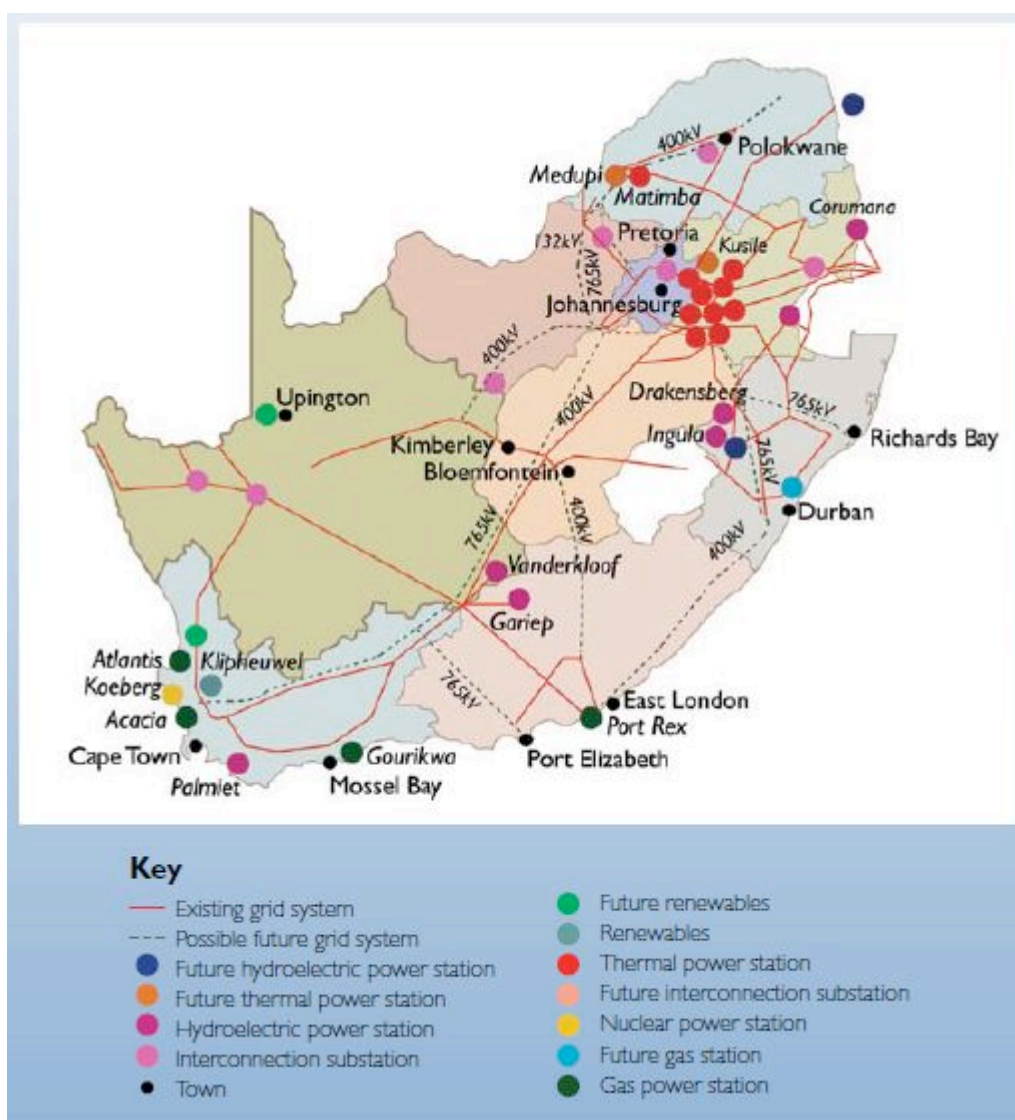 400kV
Polokwane
Medupi
Matimba
Corumana
132kV
Pretoria
Kusile
765kV
Johannesburg
400kV
Upington
400kV
Drakensberg
765kV
Kimberley
Ingula
Richards Bay
Bloemfontein
765kV
Durban
765kV
400kV
400kV
Vanderkloof
Gariep
Atlantis
Klipheuwel
Koeberg
765kV
East London
Acacia
Port Rex
Cape Town
Gourikwa
Port Elizabeth
Palmiet
Mossel Bay
Key
Existing grid system
Possible future grid system
Future hydroelectric power station
Future thermal power station
Hydroelectric power station
Interconnection substation
Town
Future renewables
Renewables
Thermal power station
Future interconnection substation
Nuclear power station
Future gas station
Gas power station